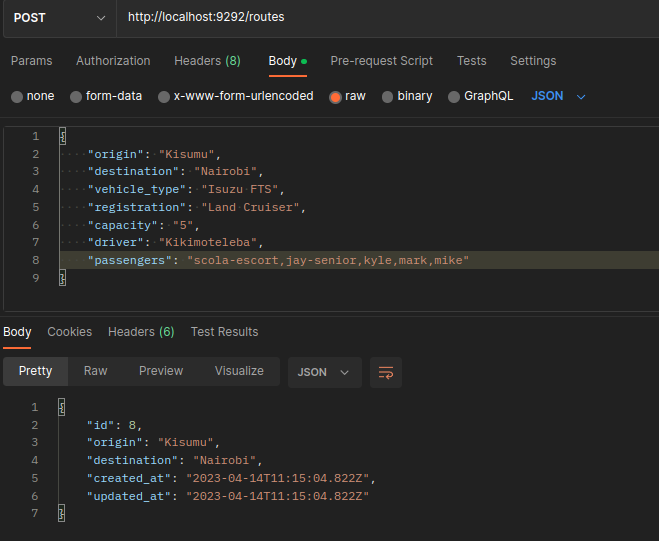 POST http://localhost:9292/routes
Params Authorization Headers (8) Body Pre-request Script Tests Settings
none form-data x-www-form-urlencoded raw binary GraphQL JSON
1 {
2 "origin": "Kisumu",
3 "destination": "Nairobi",
4 "vehicle_type": "Isuzu FTS",
5 "registration": "Land Cruiser",
6 "capacity": "5",
7 "driver": "Kikimoteleba",
8 "passengers": "scola-escort,jay-senior,kyle,mark,mike"
9 }
Body Cookies Headers (6) Test Results
Pretty Raw Preview Visualize JSON
1 {
2 "id": 8,
3 "origin": "Kisumu",
4 "destination": "Nairobi",
5 "created_at": "2023-04-14T11:15:04.822Z",
6 "updated_at": "2023-04-14T11:15:04.822Z"
7 }